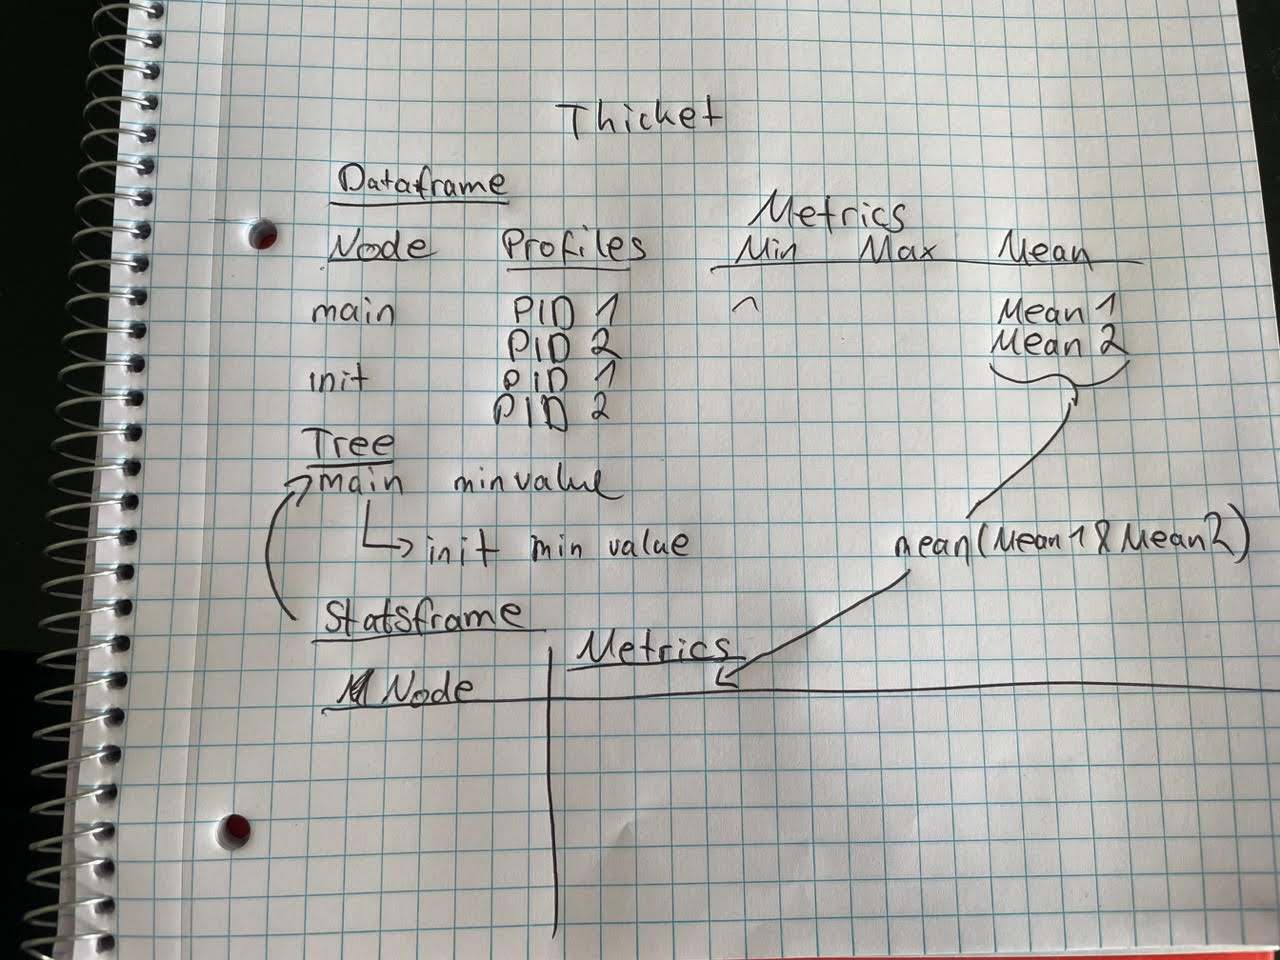 Thicket
Dataframe
Metrics
Node Profiles Min Max Mean
main PID 1 Mean 1
PID 2 Mean 2
init PID 1
PID 2
Tree
main min value
init min value
mean(Mean 1 & Mean 2)
Statsframe
Metrics
Node